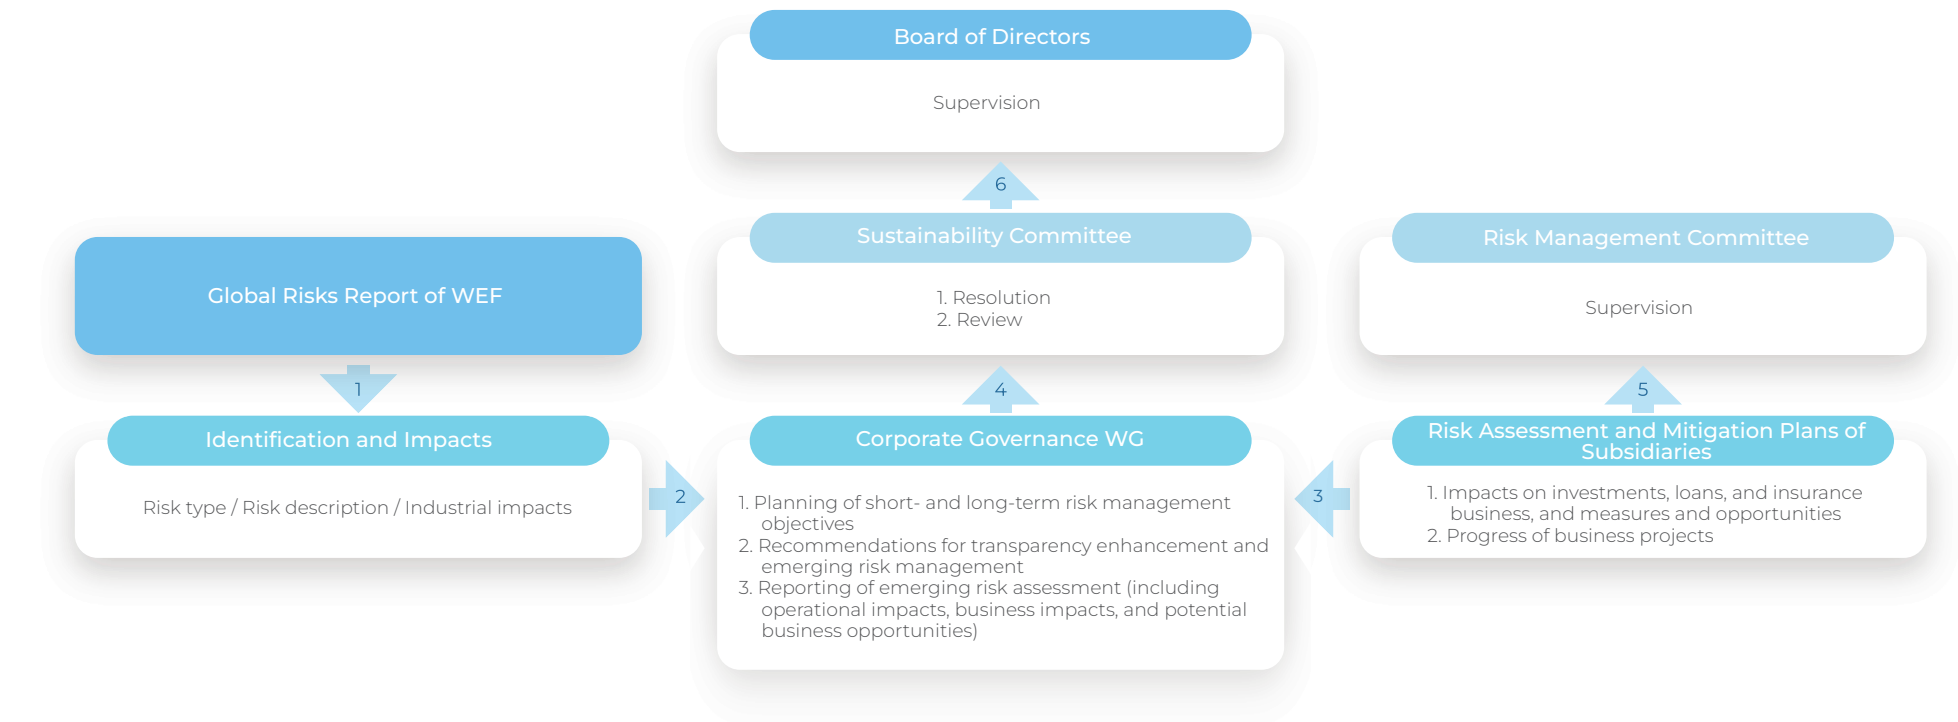 Board of Directors
Supervision
6
Sustainability Committee
1. Resolution
2. Review
Risk Management Committee
Supervision
Global Risks Report of WEF
1
4
5
Identification and Impacts
Risk type / Risk description / Industrial impacts
2
Corporate Governance WG
1. Planning of short- and long-term risk management
objectives
2. Recommendations for transparency enhancement and
emerging risk management
3. Reporting of emerging risk assessment (including
operational impacts, business impacts, and potential
business opportunities)
3
Risk Assessment and Mitigation Plans of
Subsidiaries
1. Impacts on investments, loans, and insurance
business, and measures and opportunities
2. Progress of business projects